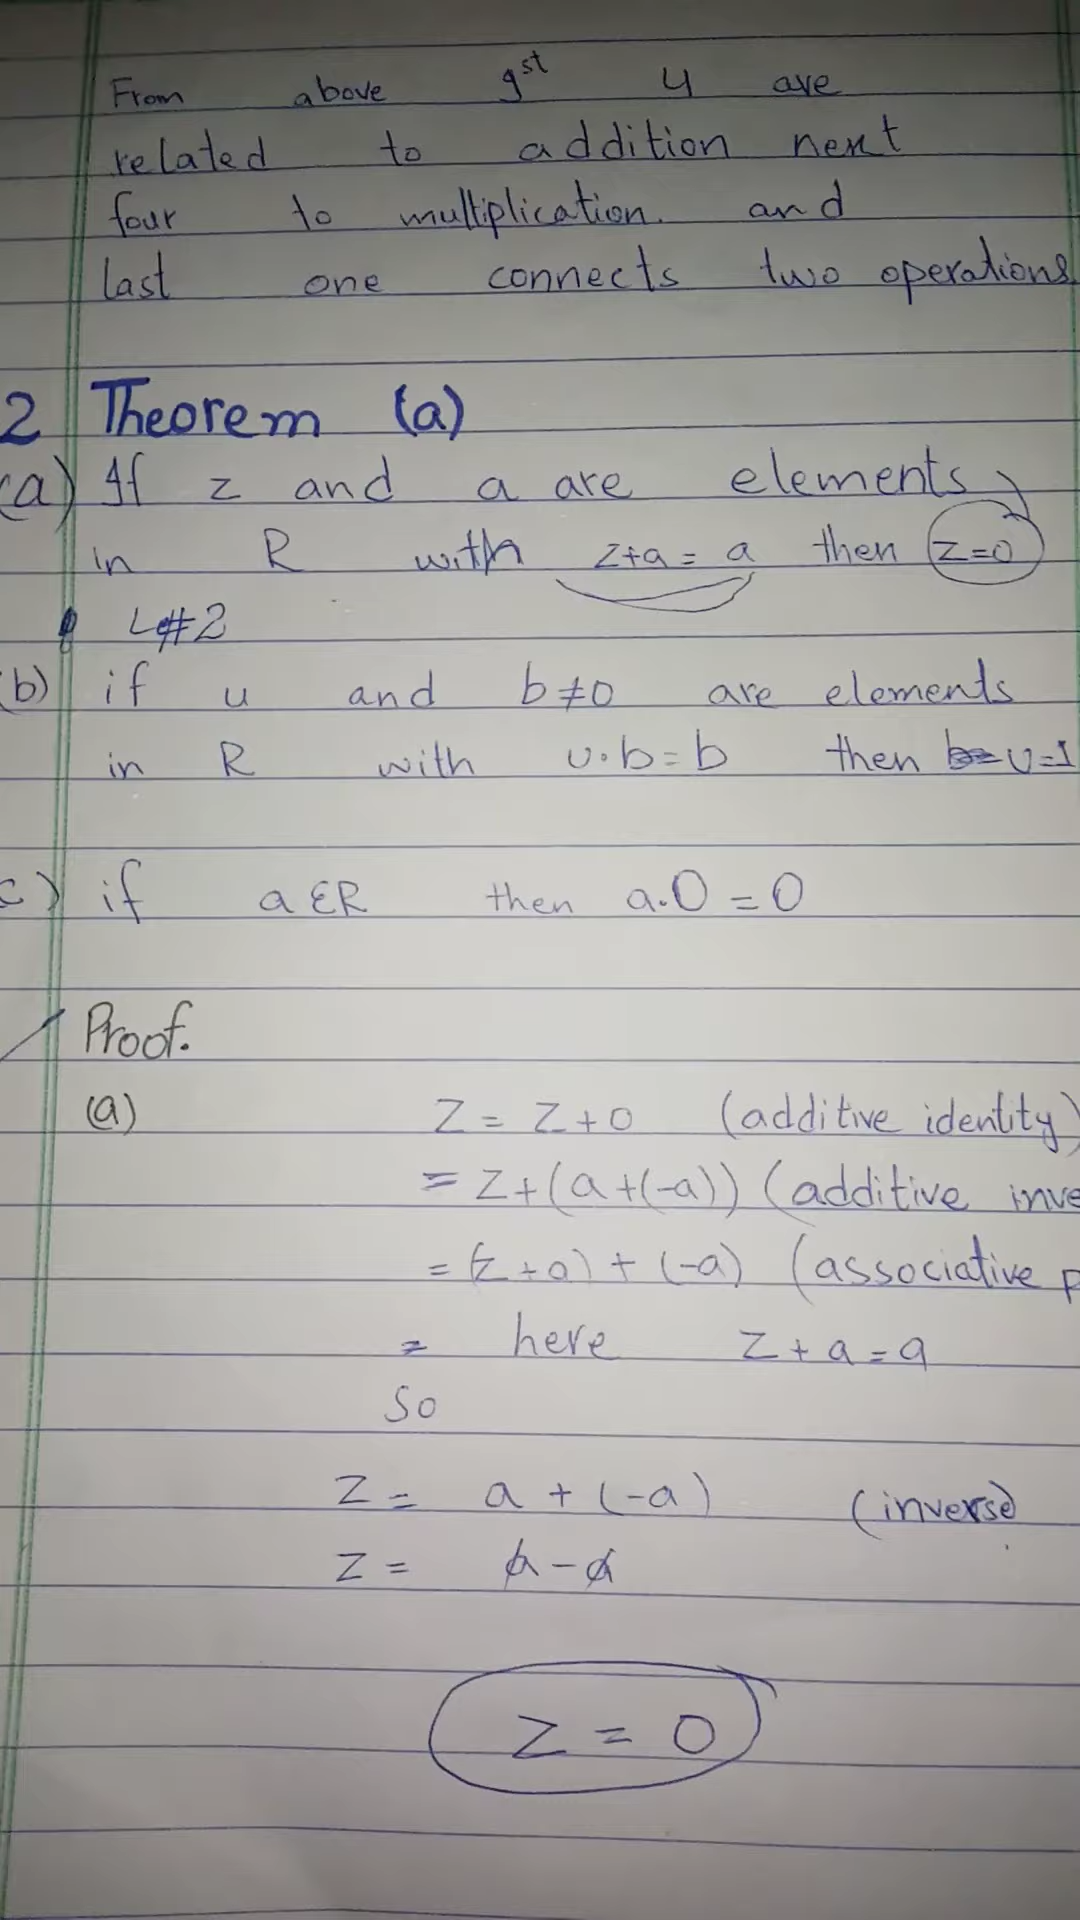 From above 1st 4 are
related to addition next
four to multiplication. and
last one connects two operations
2 Theorem (a)
(a) If z and a are elements
in R with z+a = a then z=0
L#2
(b) if u and b≠0 are elements
in R with u·b=b then u=1
c) if a ∈ R then a.0 = 0
Proof.
(a) Z = Z+0 (additive identity)
= Z+(a+(-a)) (additive inve
= (z+a) + (-a) (associative p
= here Z+a=a
So
Z = a + (-a) (inverse)
Z = a-a
Z = 0